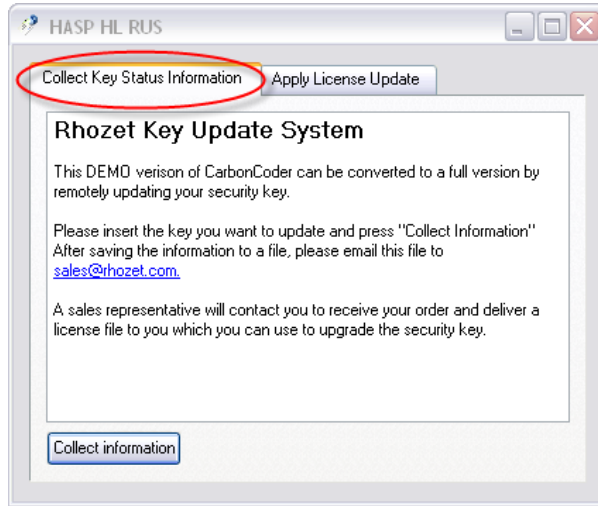 HASP HL RUS
Collect Key Status Information
Apply License Update
Rhozet Key Update System
This DEMO verison of CarbonCoder can be converted to a full version by
remotely updating your security key.
Please insert the key you want to update and press "Collect Information"
After saving the information to a file, please email this file to
sales@rhozet.com.
A sales representative will contact you to receive your order and deliver a
license file to you which you can use to upgrade the security key.
Collect information